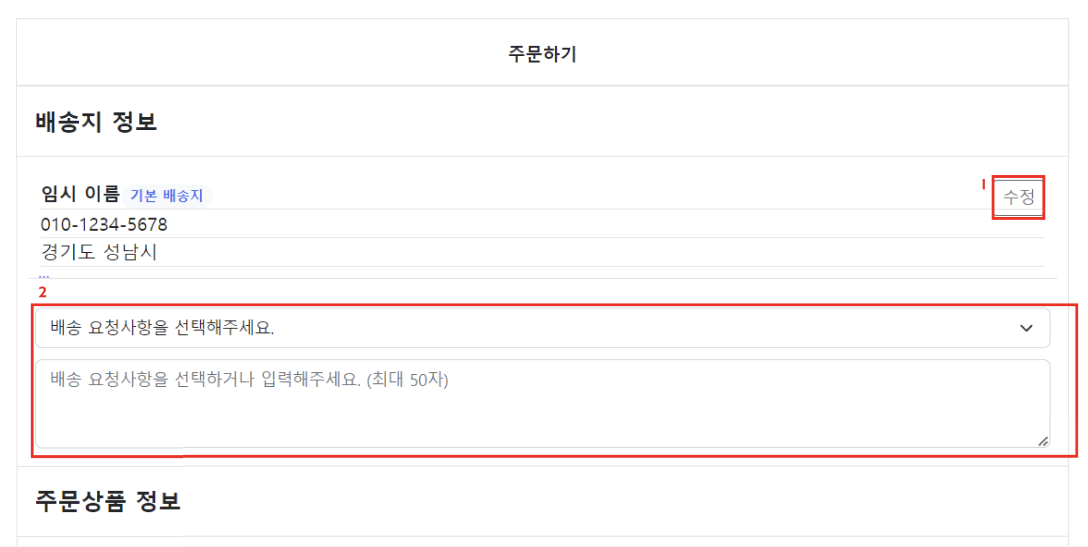 주문하기
배송지 정보
임시 이름 기본 배송지
1 수정
010-1234-5678
경기도 성남시
...
2
배송 요청사항을 선택해주세요.
배송 요청사항을 선택하거나 입력해주세요. (최대 50자)
주문상품 정보